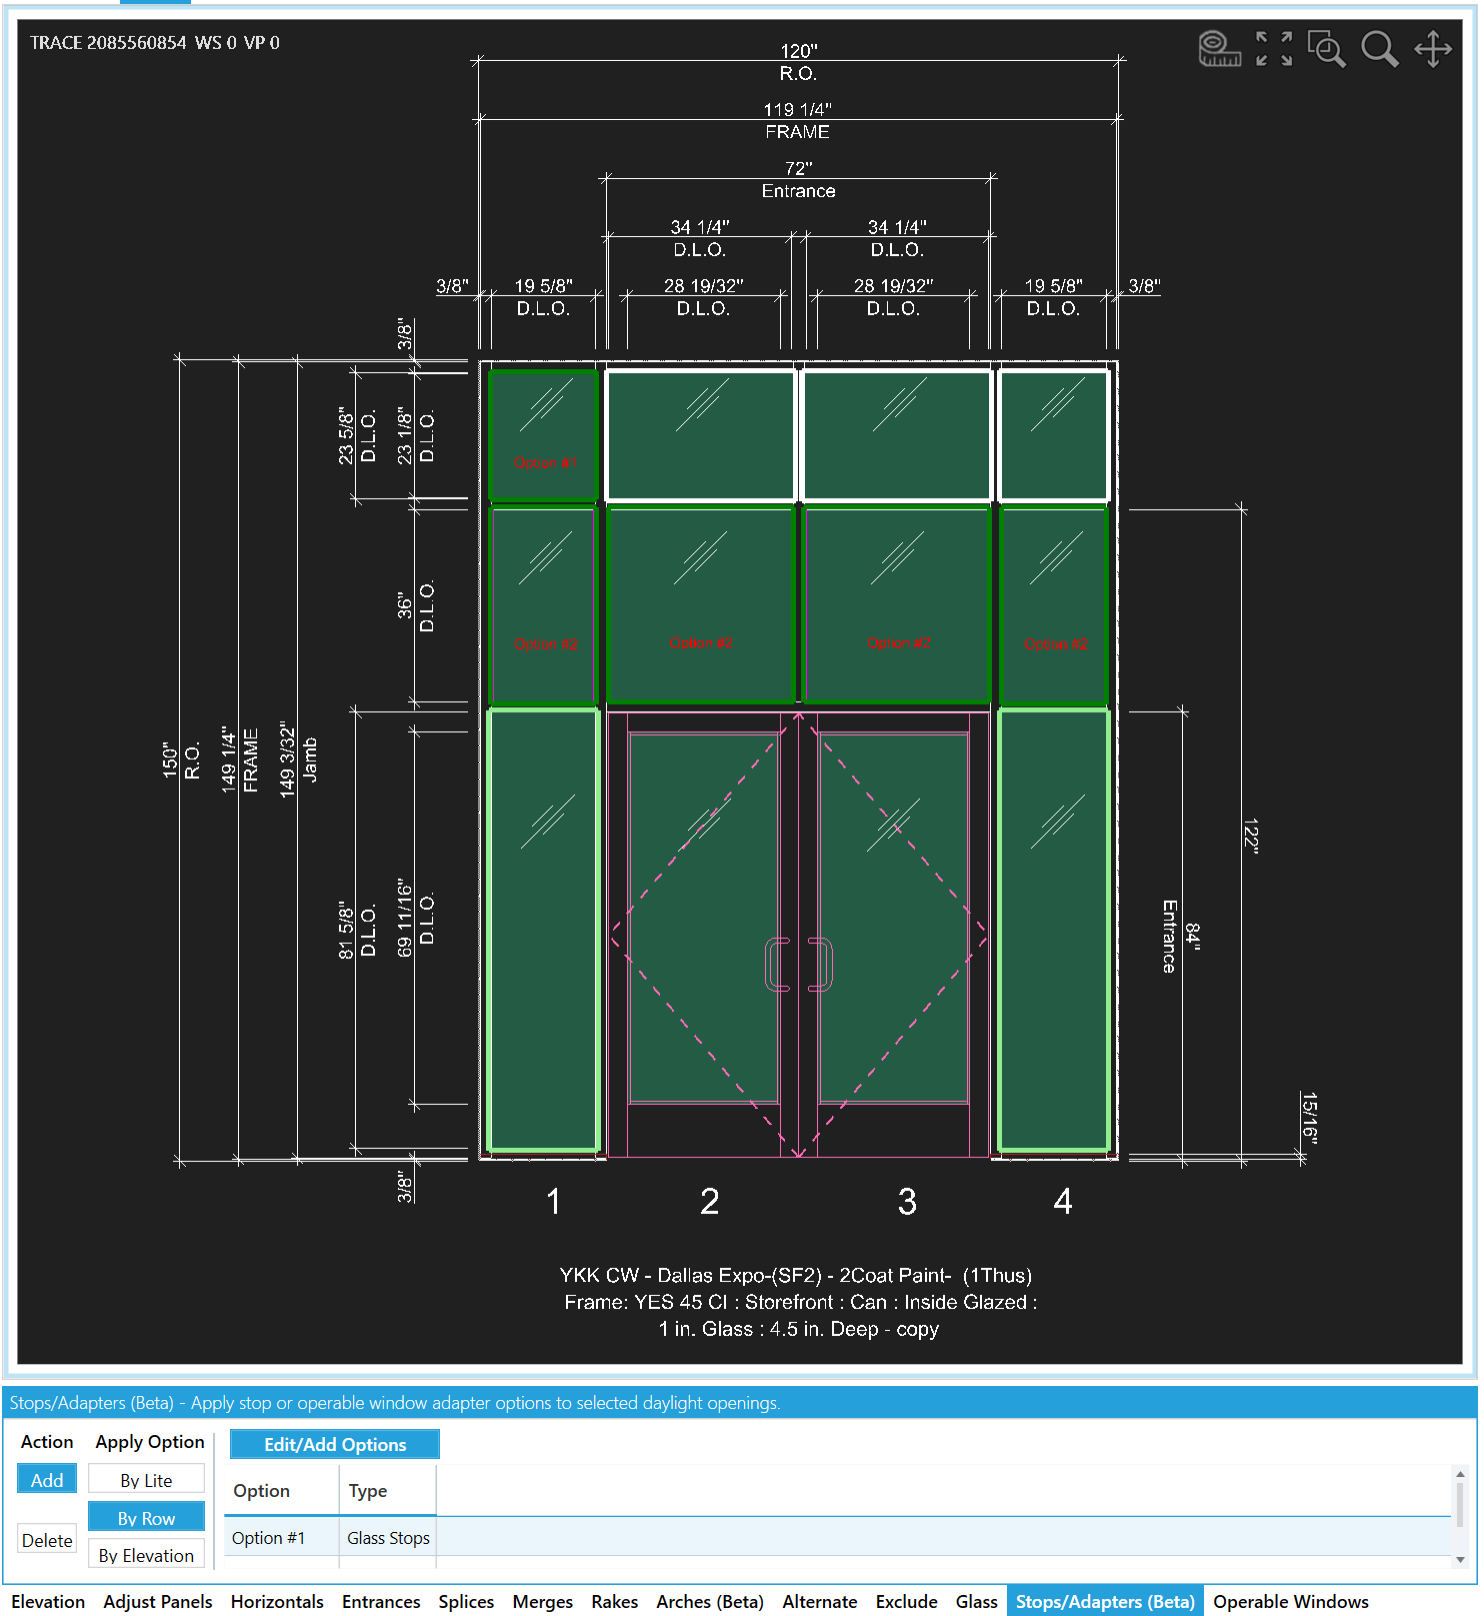 TRACE 2085560854 WS 0 VP 0
120"
R.O.
119 1/4"
FRAME
72"
Entrance
34 1/4"
D.L.O.
34 1/4"
D.L.O.
3/8"
19 5/8"
D.L.O.
28 19/32"
D.L.O.
28 19/32"
D.L.O.
19 5/8"
D.L.O.
3/8"
3/8"
23 5/8"
D.L.O.
23 1/8"
D.L.O.
Option #1
36"
D.L.O.
Option #2
Option #2
Option #2
Option #2
150"
R.O.
149 1/4"
FRAME
149 3/32"
Jamb
81 5/8"
D.L.O.
69 11/16"
D.L.O.
122"
84"
Entrance
15/16"
3/8"
1
2
3
4
YKK CW - Dallas Expo-(SF2) - 2Coat Paint- (1Thus)
Frame: YES 45 CI : Storefront : Can : Inside Glazed :
1 in. Glass : 4.5 in. Deep - copy
Stops/Adapters (Beta) - Apply stop or operable window adapter options to selected daylight openings.
Action
Apply Option
Edit/Add Options
Add
By Lite
Option
Type
By Row
Delete
Option #1
Glass Stops
By Elevation
Elevation
Adjust Panels
Horizontals
Entrances
Splices
Merges
Rakes
Arches (Beta)
Alternate
Exclude
Glass
Stops/Adapters (Beta)
Operable Windows